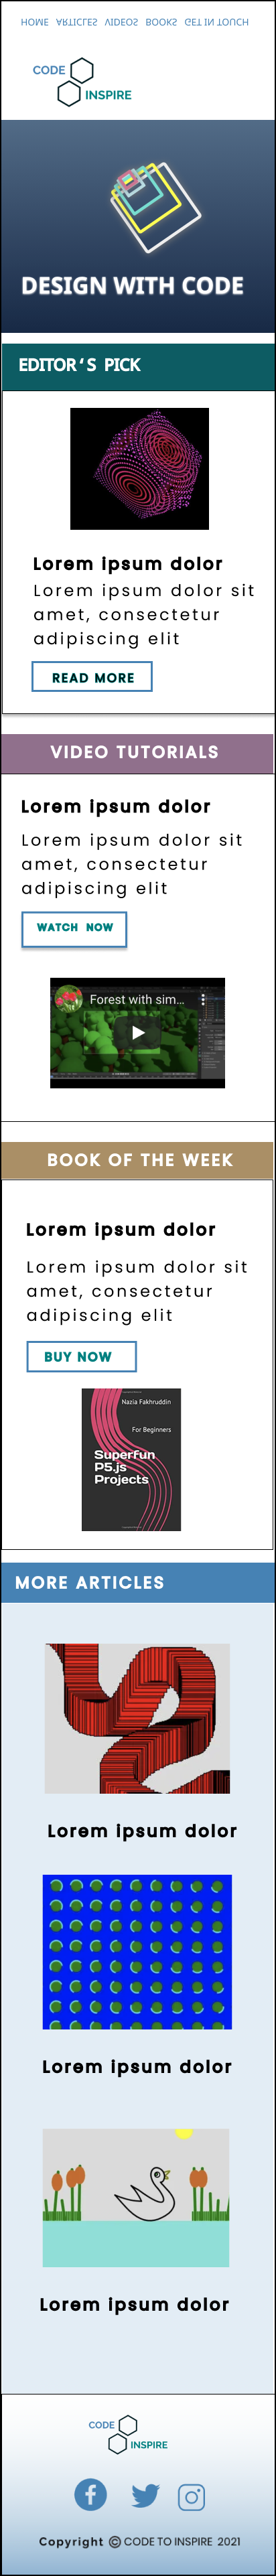 HOME ARTICLES VIDEOS BOOKS GET IN TOUCH
CODE
INSPIRE
DESIGN WITH CODE
EDITOR'S PICK
Lorem ipsum dolor
Lorem ipsum dolor sit
amet, consectetur
adipiscing elit
READ MORE
VIDEO TUTORIALS
Lorem ipsum dolor
Lorem ipsum dolor sit
amet, consectetur
adipiscing elit
WATCH NOW
Forest with sim...
BOOK OF THE WEEK
Lorem ipsum dolor
Lorem ipsum dolor sit
amet, consectetur
adipiscing elit
BUY NOW
Nazia Fakhruddin
For Beginners
Superfun
P5.js
Projects
MORE ARTICLES
Lorem ipsum dolor
Lorem ipsum dolor
Lorem ipsum dolor
CODE
INSPIRE
Copyright © CODE TO INSPIRE 2021